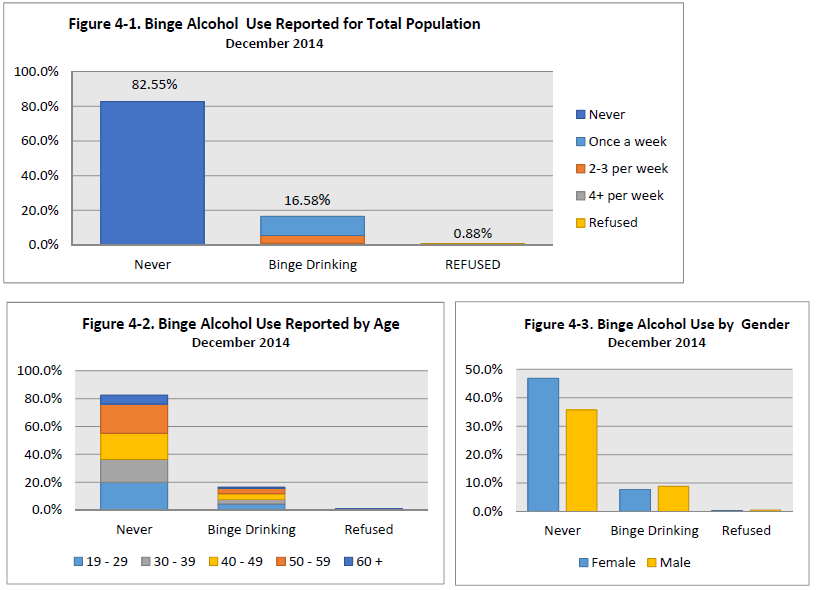 Figure 4-1. Binge Alcohol  Use Reported for Total Population
December 2014
100.0%
80.0%
60.0%
40.0%
20.0%
0.0%
82.55%
16.58%
0.88%
Never
Binge Drinking
REFUSED
Never
Once a week
2-3 per week
4+ per week
Refused
Figure 4-2. Binge Alcohol Use Reported by Age
December 2014
100.0%
80.0%
60.0%
40.0%
20.0%
0.0%
Never
Binge Drinking
Refused
19 - 29
30 - 39
40 - 49
50 - 59
60 +
Figure 4-3. Binge Alcohol Use by  Gender
December 2014
50.0%
40.0%
30.0%
20.0%
10.0%
0.0%
Never
Binge Drinking
Refused
Female
Male